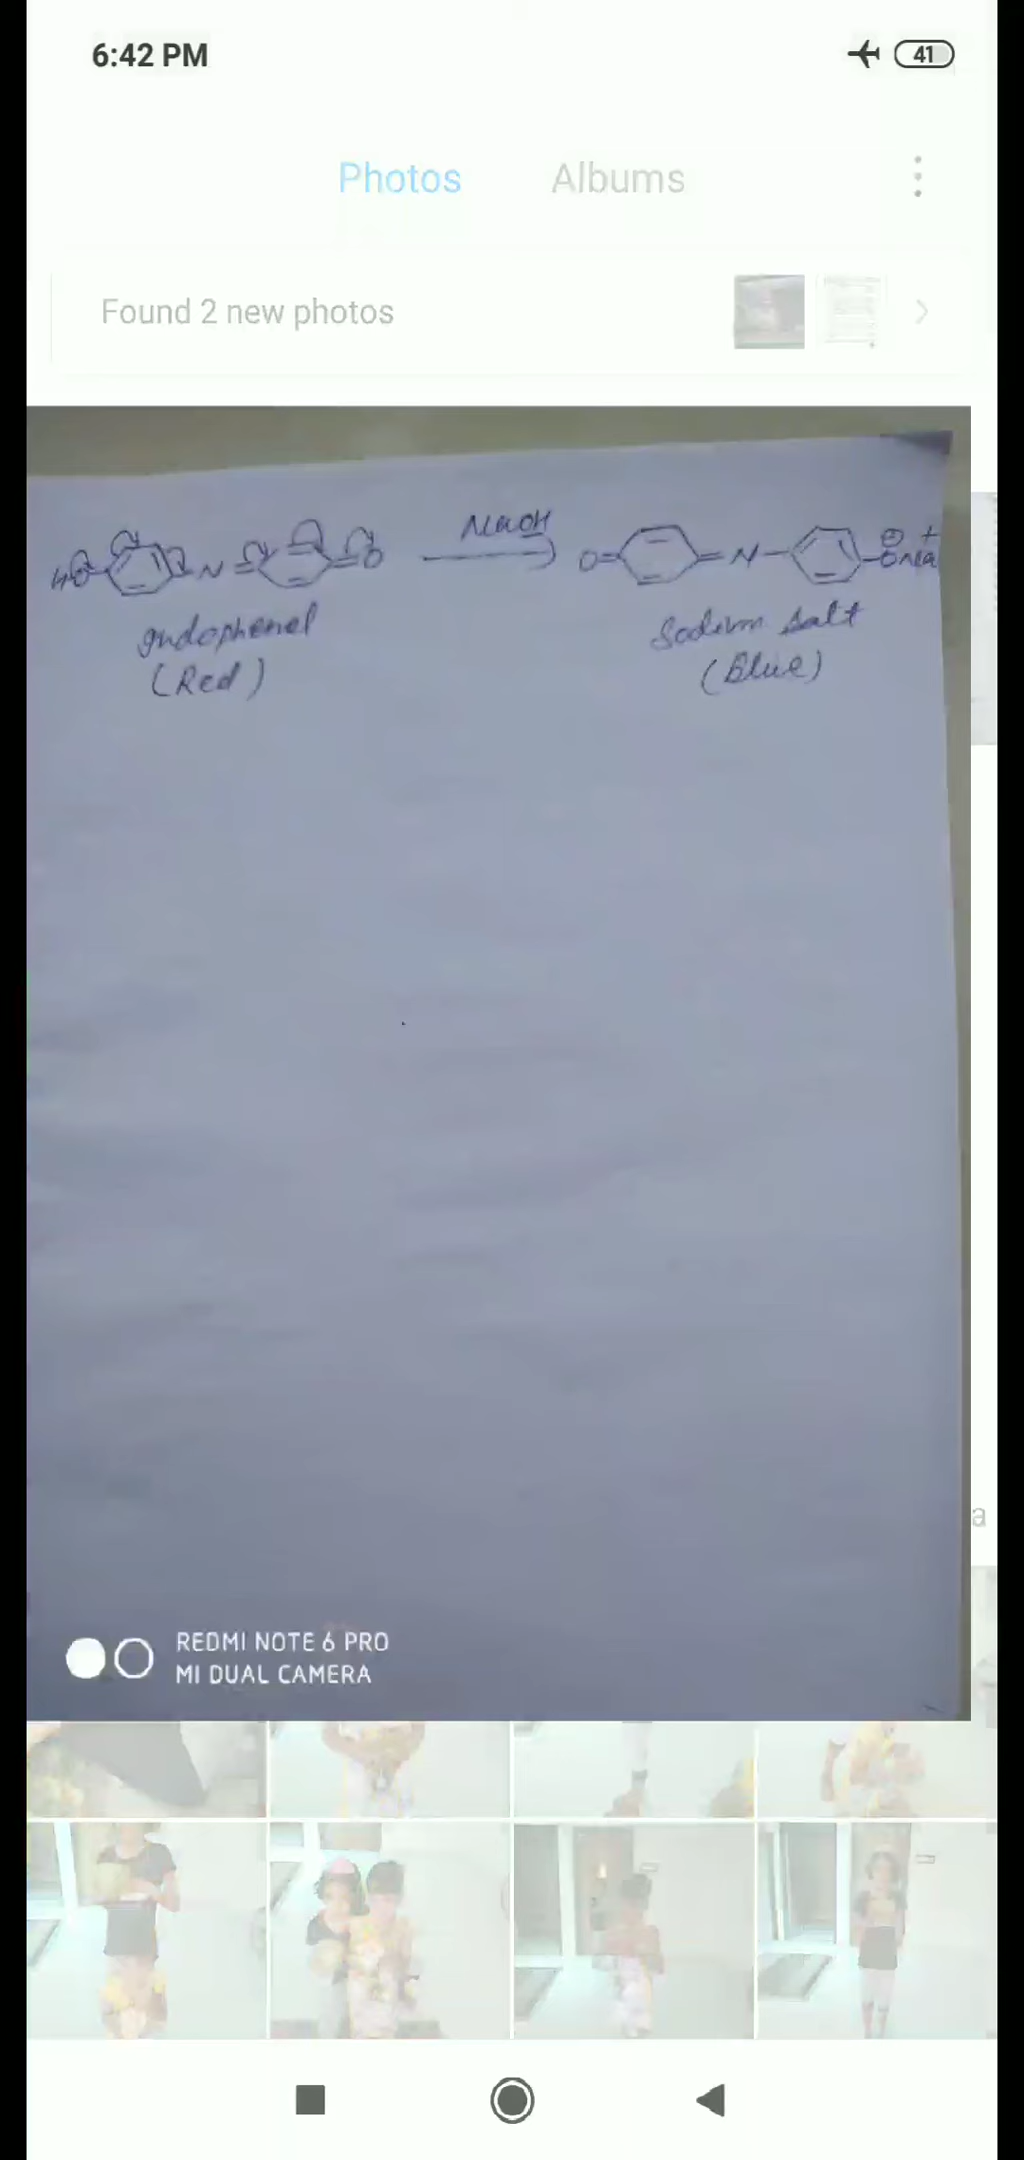 6:42 PM
41
Photos Albums
Found 2 new photos
NaOH
HO N O
O N O Na
⊖ +
Indophenol
(Red)
Sodium Salt
(Blue)
a
REDMI NOTE 6 PRO
MI DUAL CAMERA